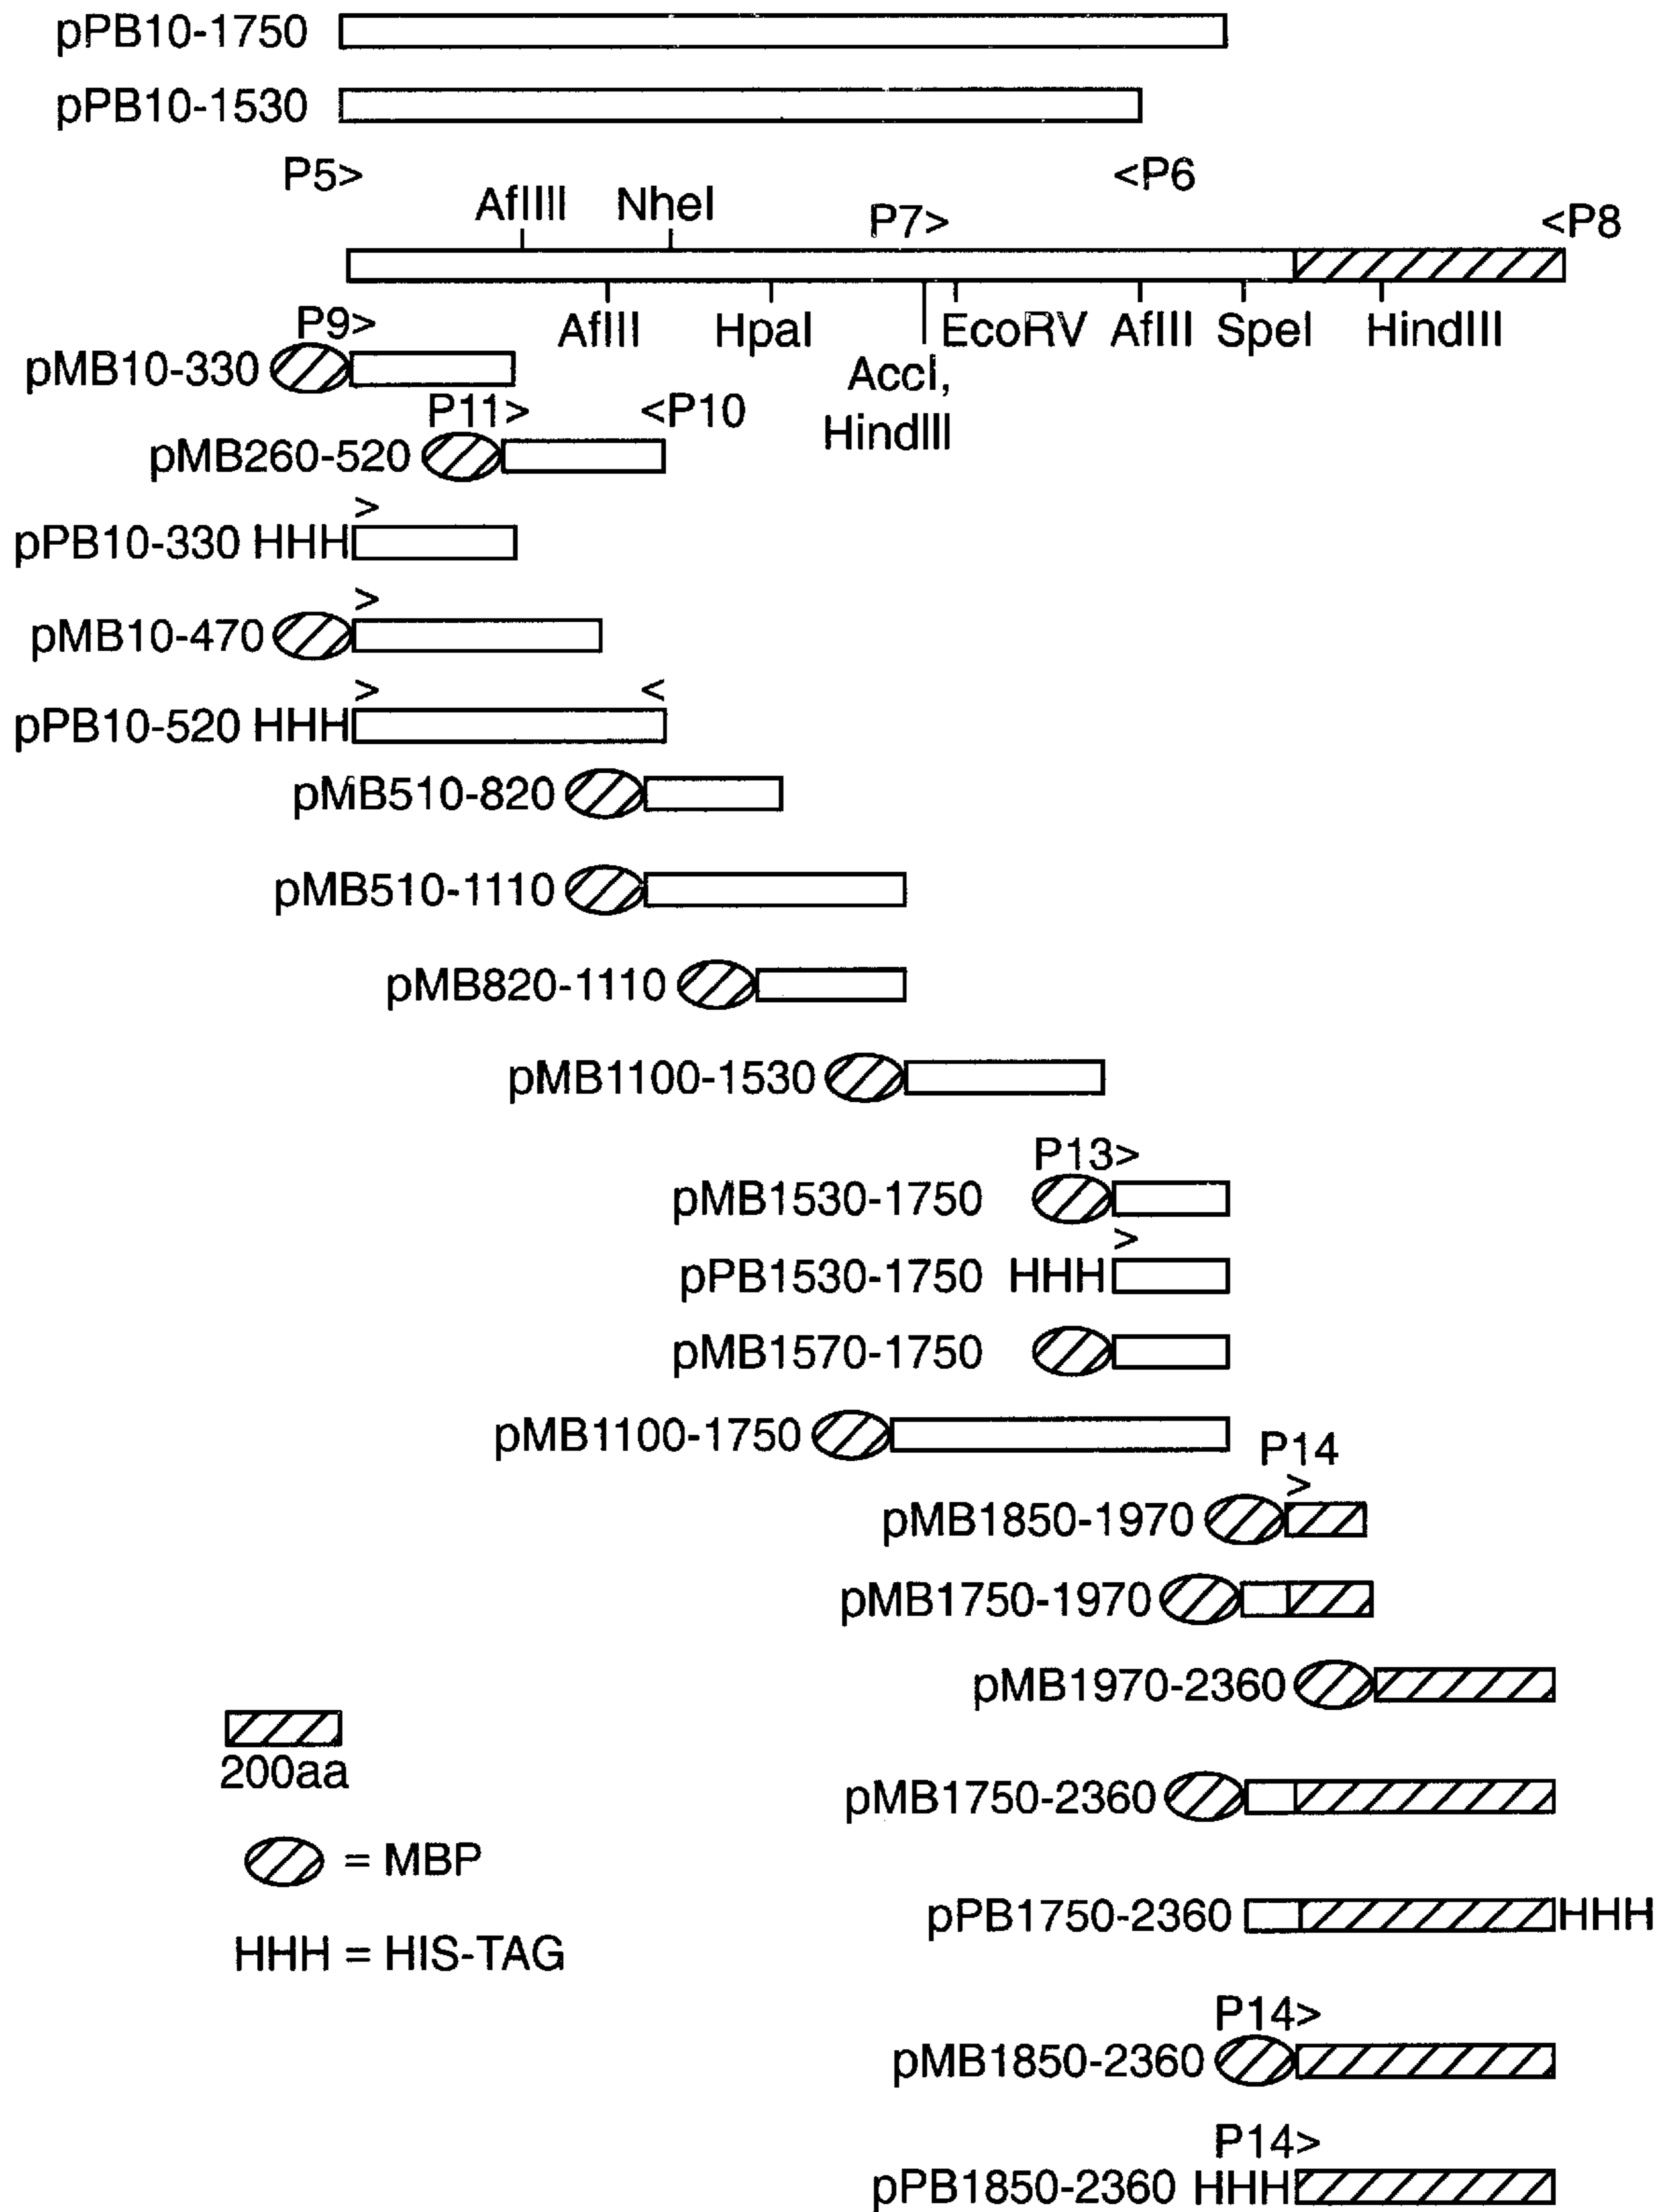 pPB10-1750
pPB10-1530
P5>
<P6
AflIII NheI
P7>
<P8
AflII HpaI EcoRV AflII SpeI HindIII
AccI,
HindIII
P9>
pMB10-330
P11> <P10
pMB260-520
>
pPB10-330 HHH
>
pMB10-470
> <
pPB10-520 HHH
pMB510-820
pMB510-1110
pMB820-1110
pMB1100-1530
P13>
pMB1530-1750
>
pPB1530-1750 HHH
pMB1570-1750
pMB1100-1750
P14
>
pMB1850-1970
pMB1750-1970
pMB1970-2360
200aa
pMB1750-2360
= MBP
pPB1750-2360 HHH
HHH = HIS-TAG
P14>
pMB1850-2360
P14>
pPB1850-2360 HHH